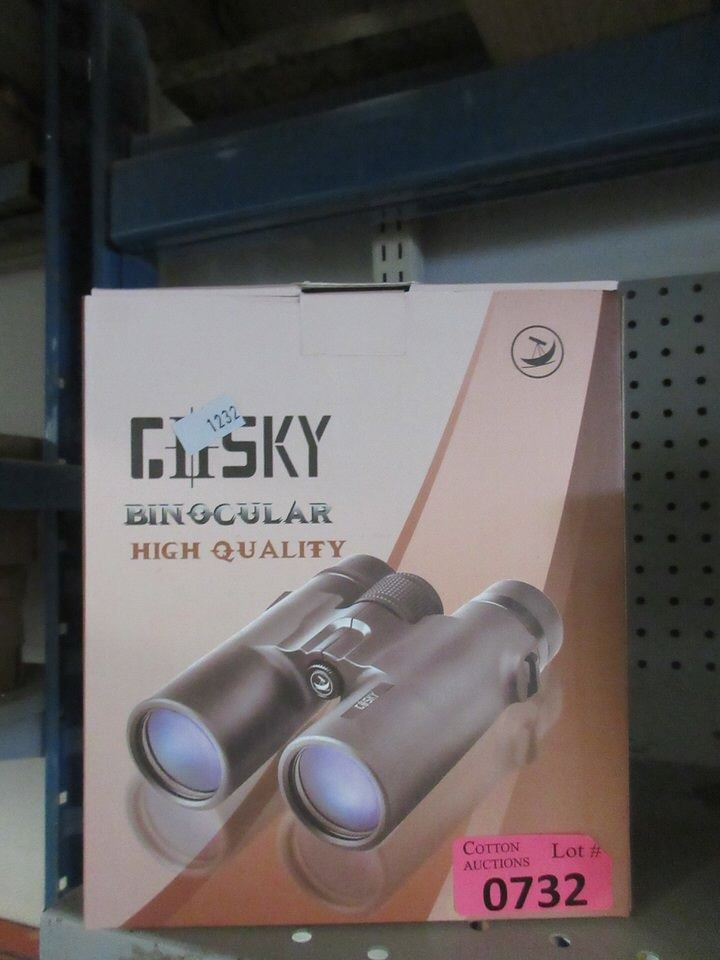 1232
SKY
BINOCULAR
HIGH QUALITY
COTTON
AUCTIONS
Lot #
0732